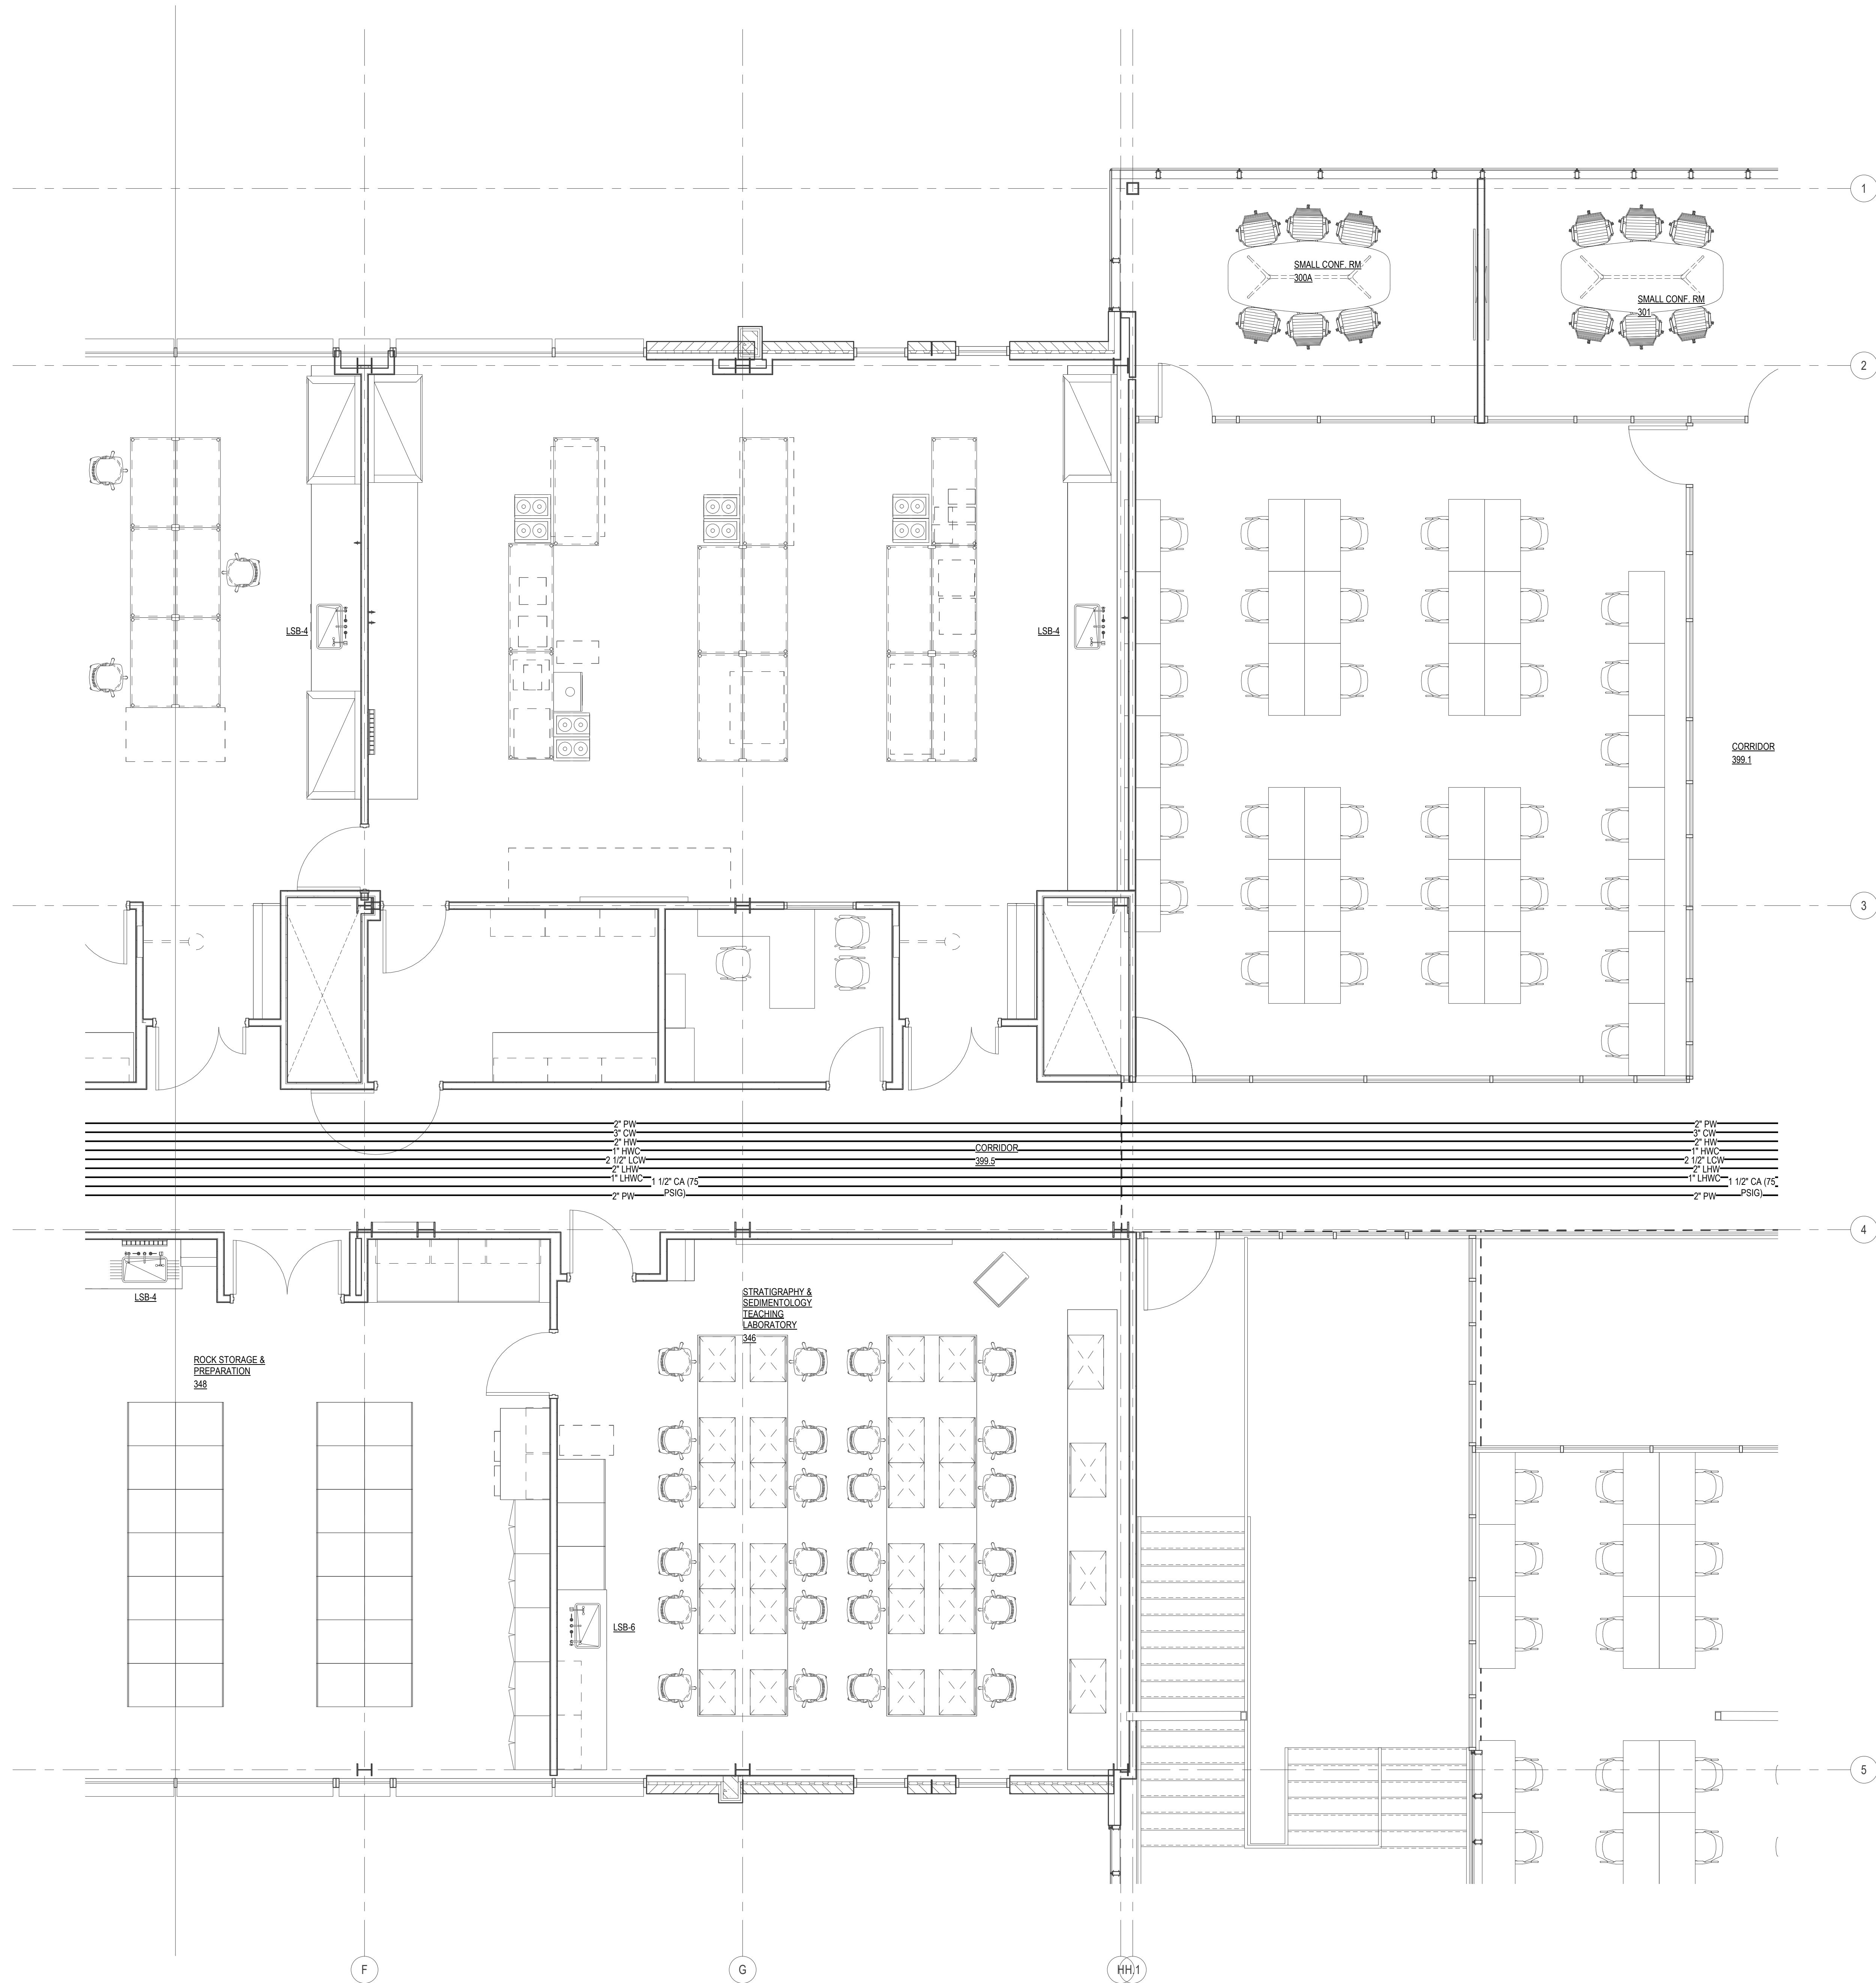 1
SMALL CONF. RM
300A
SMALL CONF. RM
301
2
LSB-4
LSB-4
CORRIDOR
399.1
3
2" PW
3" CW
2" HW
1" HWC
2 1/2" LCW
2" LHW
1" LHWC
1 1/2" CA (75
PSIG)
2" PW
CORRIDOR
399.5
2" PW
3" CW
2" HW
1" HWC
2 1/2" LCW
2" LHW
1" LHWC
1 1/2" CA (75
PSIG)
2" PW
4
LSB-4
STRATIGRAPHY &
SEDIMENTOLOGY
TEACHING
LABORATORY
346
ROCK STORAGE &
PREPARATION
348
LSB-6
5
F
G
H
H.1